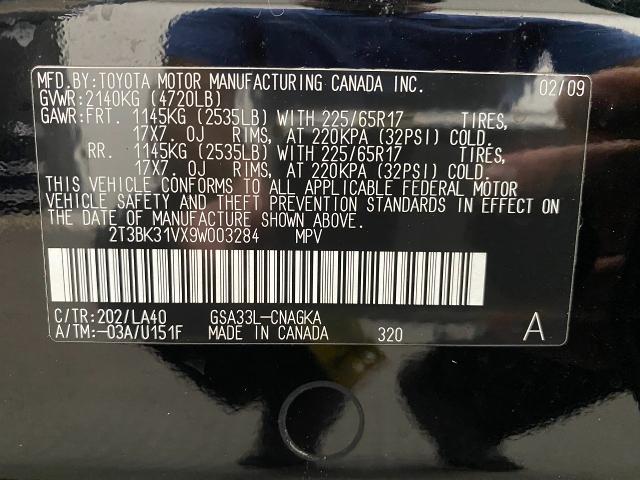 MFD.BY:TOYOTA MOTOR MANUFACTURING CANADA INC. 02/09
GVWR:2140KG (4720LB)
GAWR:FRT. 1145KG (2535LB) WITH 225/65R17 TIRES,
17X7.0J RIMS, AT 220KPA (32PSI) COLD.
RR. 1145KG (2535LB) WITH 225/65R17 TIRES,
17X7.0J RIMS, AT 220KPA (32PSI) COLD.
THIS VEHICLE CONFORMS TO ALL APPLICABLE FEDERAL MOTOR
VEHICLE SAFETY AND THEFT PREVENTION STANDARDS IN EFFECT ON
THE DATE OF MANUFACTURE SHOWN ABOVE.
2T3BK31VX9W003284 MPV
C/TR:202/LA40 GSA33L-CNAGKA
A/TM:-03A/U151F MADE IN CANADA 320 A